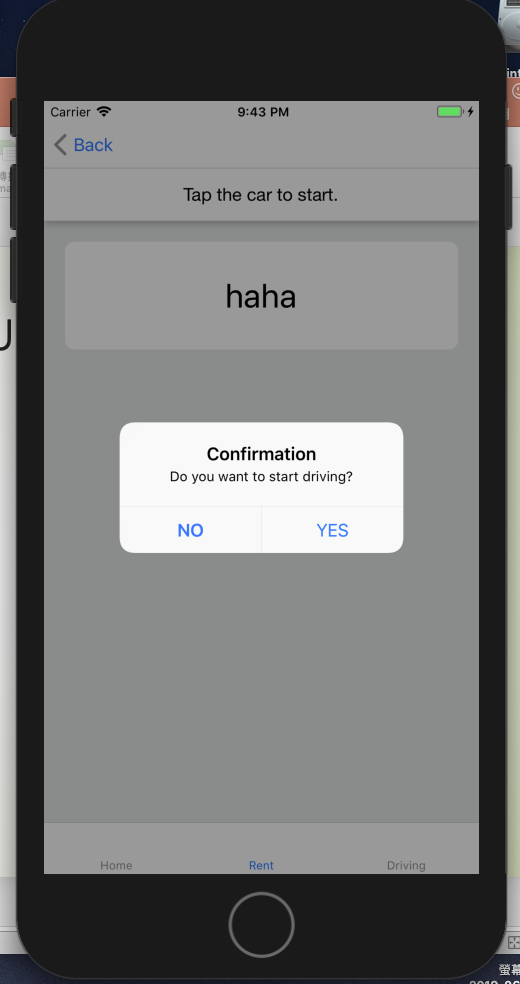 Carrier 9:43 PM
Back
Tap the car to start.
haha
Confirmation
Do you want to start driving?
NO YES
Home Rent Driving